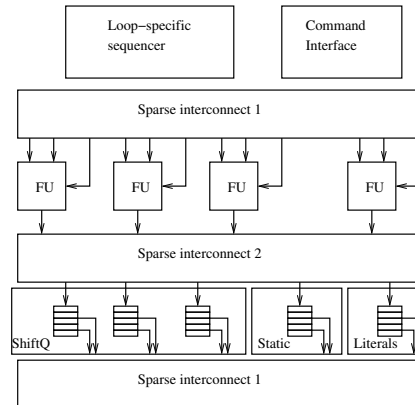 Loop−specific
sequencer
Command
Interface
Sparse interconnect 1
FU
FU
FU
FU
Sparse interconnect 2
ShiftQ
Static
Literals
Sparse interconnect 1